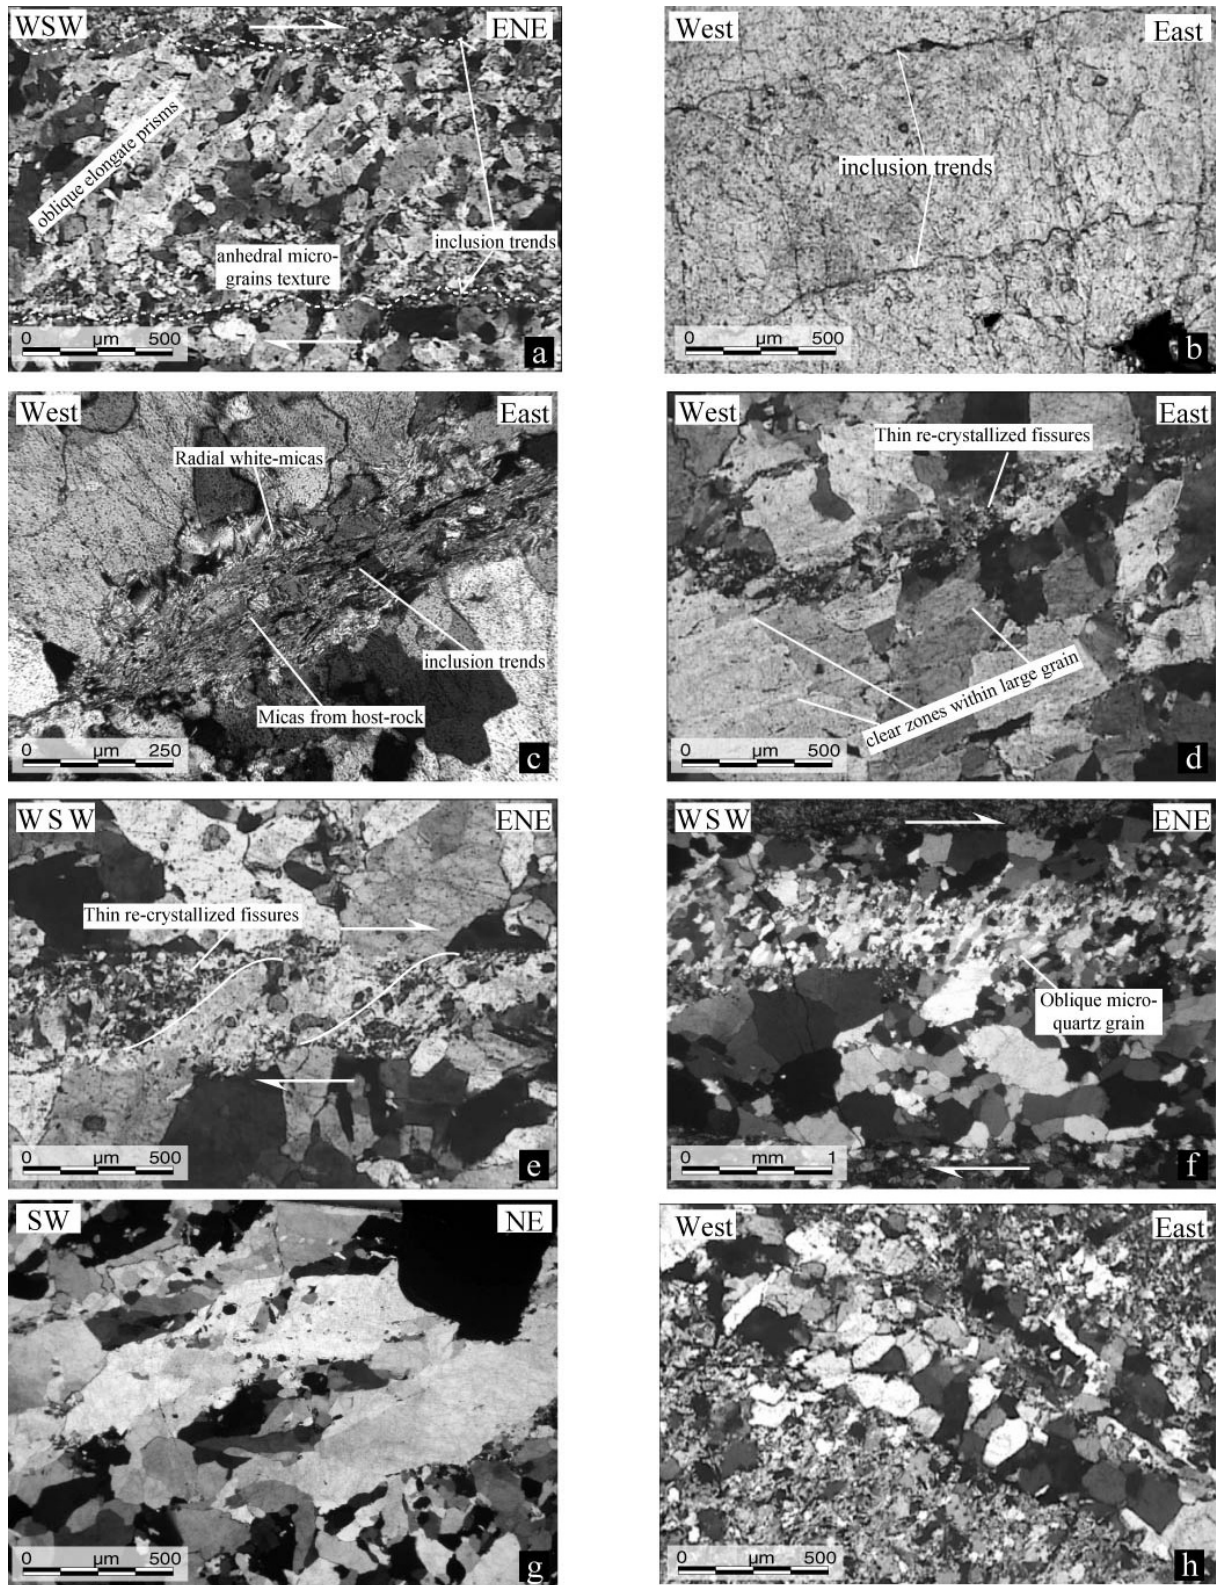 WSW
ENE
oblique elongate prisms
anhedral micro-
grains texture
inclusion trends
0 µm 500
a
West
East
inclusion trends
0 µm 500
b
West
East
Radial white-micas
inclusion trends
Micas from host-rock
0 µm 250
c
West
East
Thin re-crystallized fissures
clear zones within large grain
0 µm 500
d
WSW
ENE
Thin re-crystallized fissures
0 µm 500
e
WSW
ENE
Oblique micro-
quartz grain
0 mm 1
f
SW
NE
0 µm 500
g
West
East
0 µm 500
h